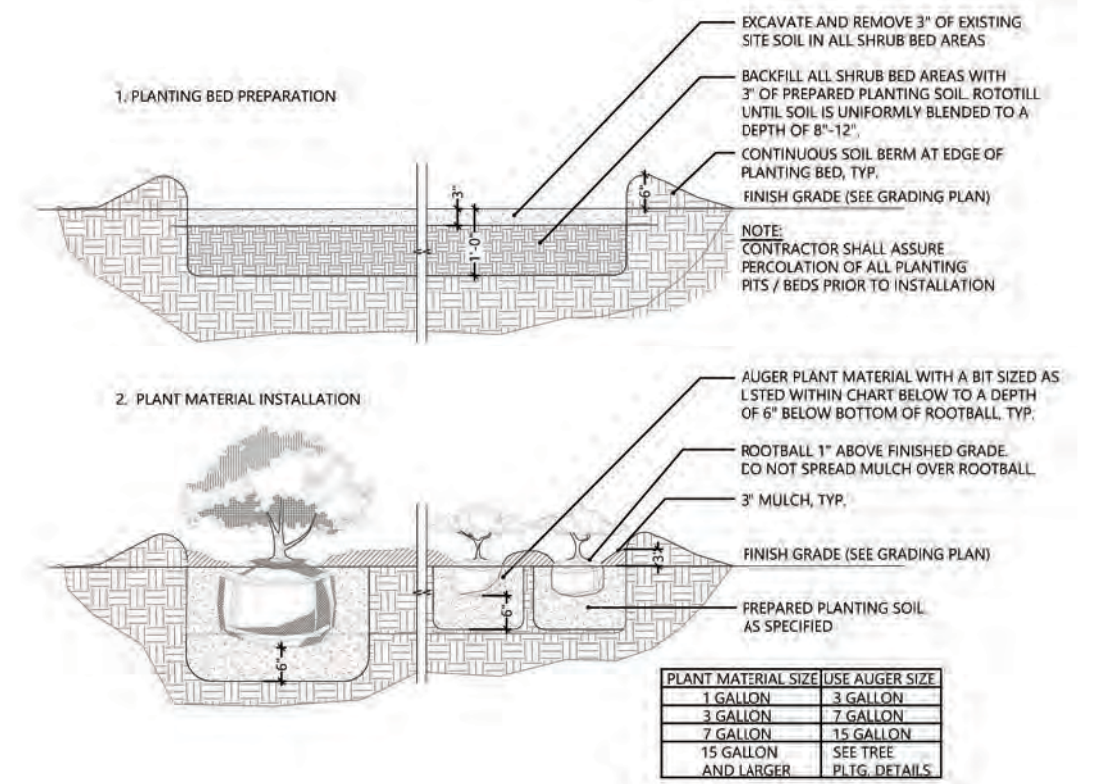 EXCAVATE AND REMOVE 3" OF EXISTING
SITE SOIL IN ALL SHRUB BED AREAS
1. PLANTING BED PREPARATION
BACKFILL ALL SHRUB BED AREAS WITH
3" OF PREPARED PLANTING SOIL. ROTOTILL
UNTIL SOIL IS UNIFORMLY BLENDED TO A
DEPTH OF 8"-12".
CONTINUOUS SOIL BERM AT EDGE OF
PLANTING BED, TYP.
3"
6"
FINISH GRADE (SEE GRADING PLAN)
1'-0"
NOTE:
CONTRACTOR SHALL ASSURE
PERCOLATION OF ALL PLANTING
PITS / BEDS PRIOR TO INSTALLATION
2. PLANT MATERIAL INSTALLATION
AUGER PLANT MATERIAL WITH A BIT SIZED AS
LISTED WITHIN CHART BELOW TO A DEPTH
OF 6" BELOW BOTTOM OF ROOTBALL, TYP.
ROOTBALL 1" ABOVE FINISHED GRADE.
DO NOT SPREAD MULCH OVER ROOTBALL.
3" MULCH, TYP.
FINISH GRADE (SEE GRADING PLAN)
3"
6"
6"
PREPARED PLANTING SOIL
AS SPECIFIED
PLANT MATERIAL SIZE USE AUGER SIZE
1 GALLON 3 GALLON
3 GALLON 7 GALLON
7 GALLON 15 GALLON
15 GALLON SEE TREE
AND LARGER PLTG. DETAILS